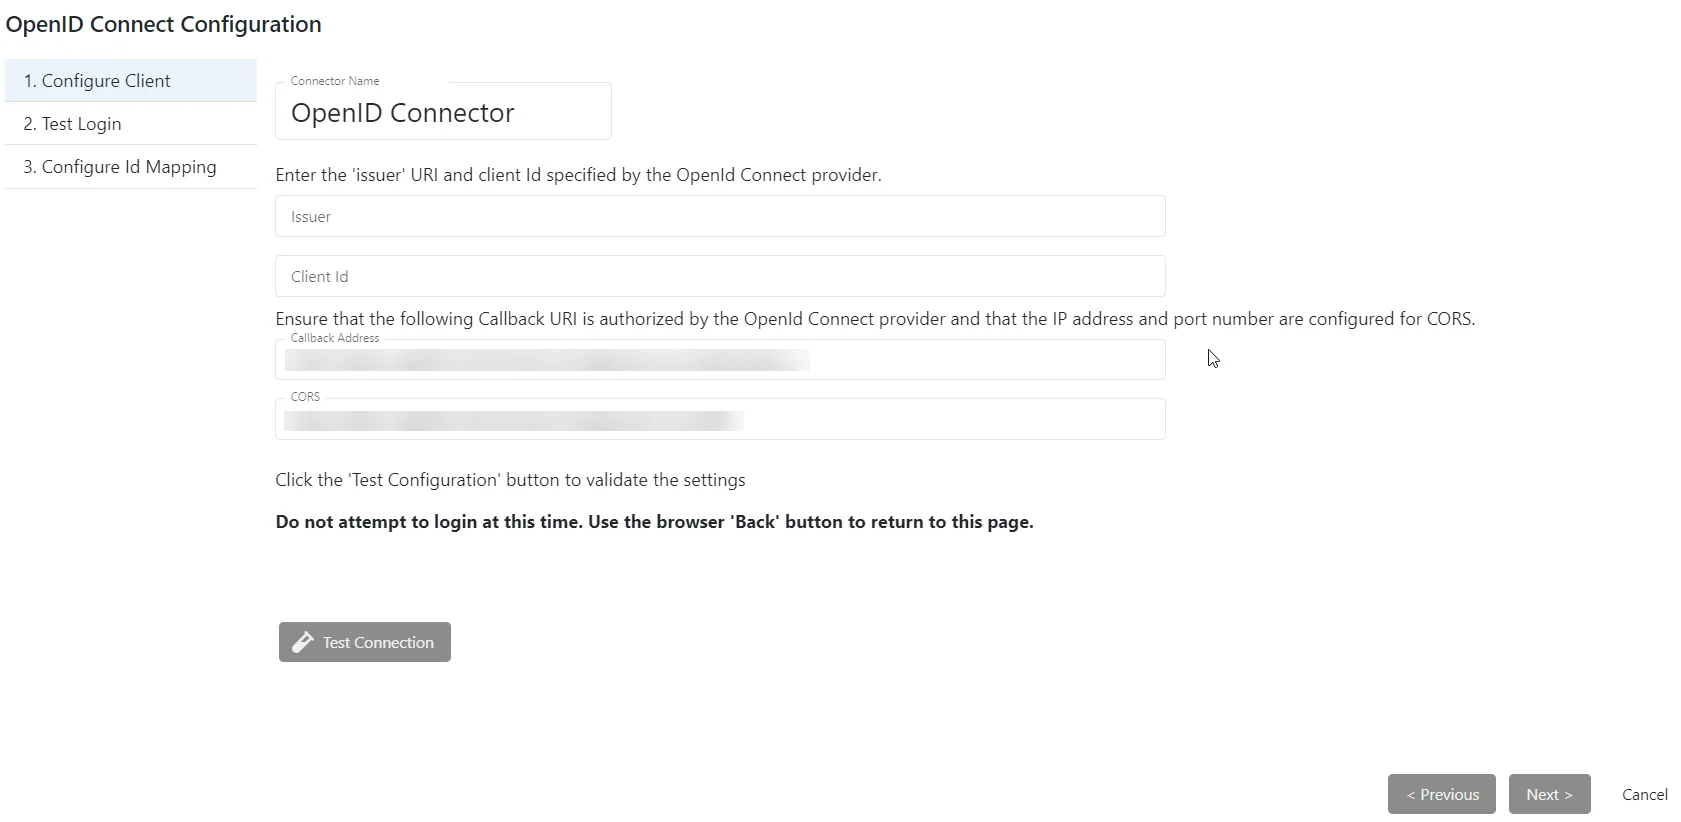 OpenID Connect Configuration
1. Configure Client
2. Test Login
3. Configure Id Mapping
Connector Name
OpenID Connector
Enter the 'issuer' URI and client Id specified by the OpenId Connect provider.
Issuer
Client Id
Ensure that the following Callback URI is authorized by the OpenId Connect provider and that the IP address and port number are configured for CORS.
Callback Address
CORS
Click the 'Test Configuration' button to validate the settings
Do not attempt to login at this time. Use the browser 'Back' button to return to this page.
Test Connection
< Previous
Next >
Cancel